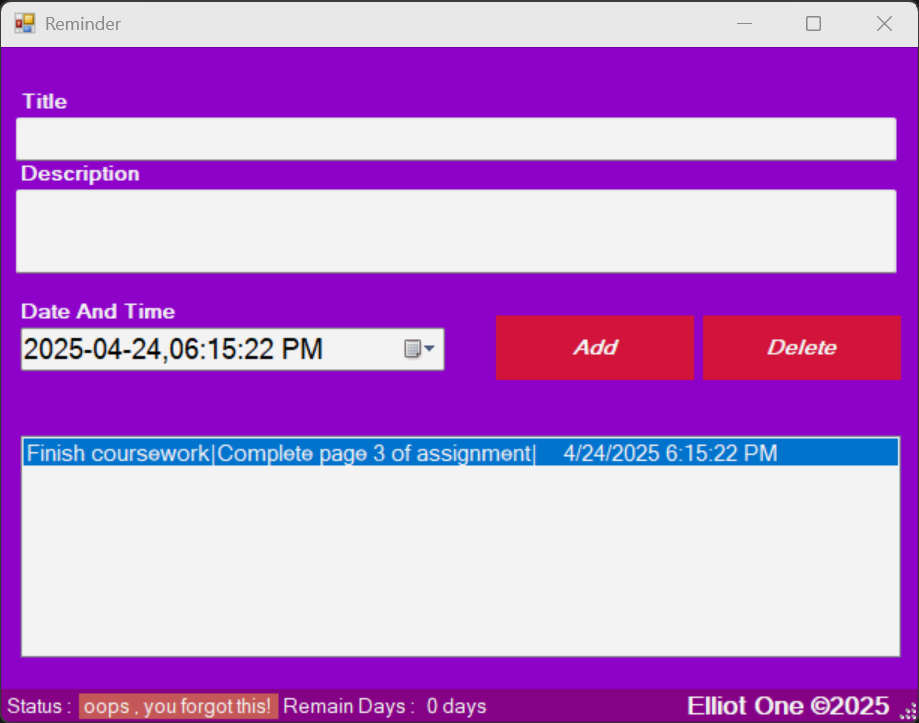 Reminder
Title
Description
Date And Time
2025-04-24,06:15:22 PM
Add
Delete
Finish coursework|Complete page 3 of assignment| 4/24/2025 6:15:22 PM
Status : oops , you forgot this! Remain Days : 0 days
Elliot One ©2025